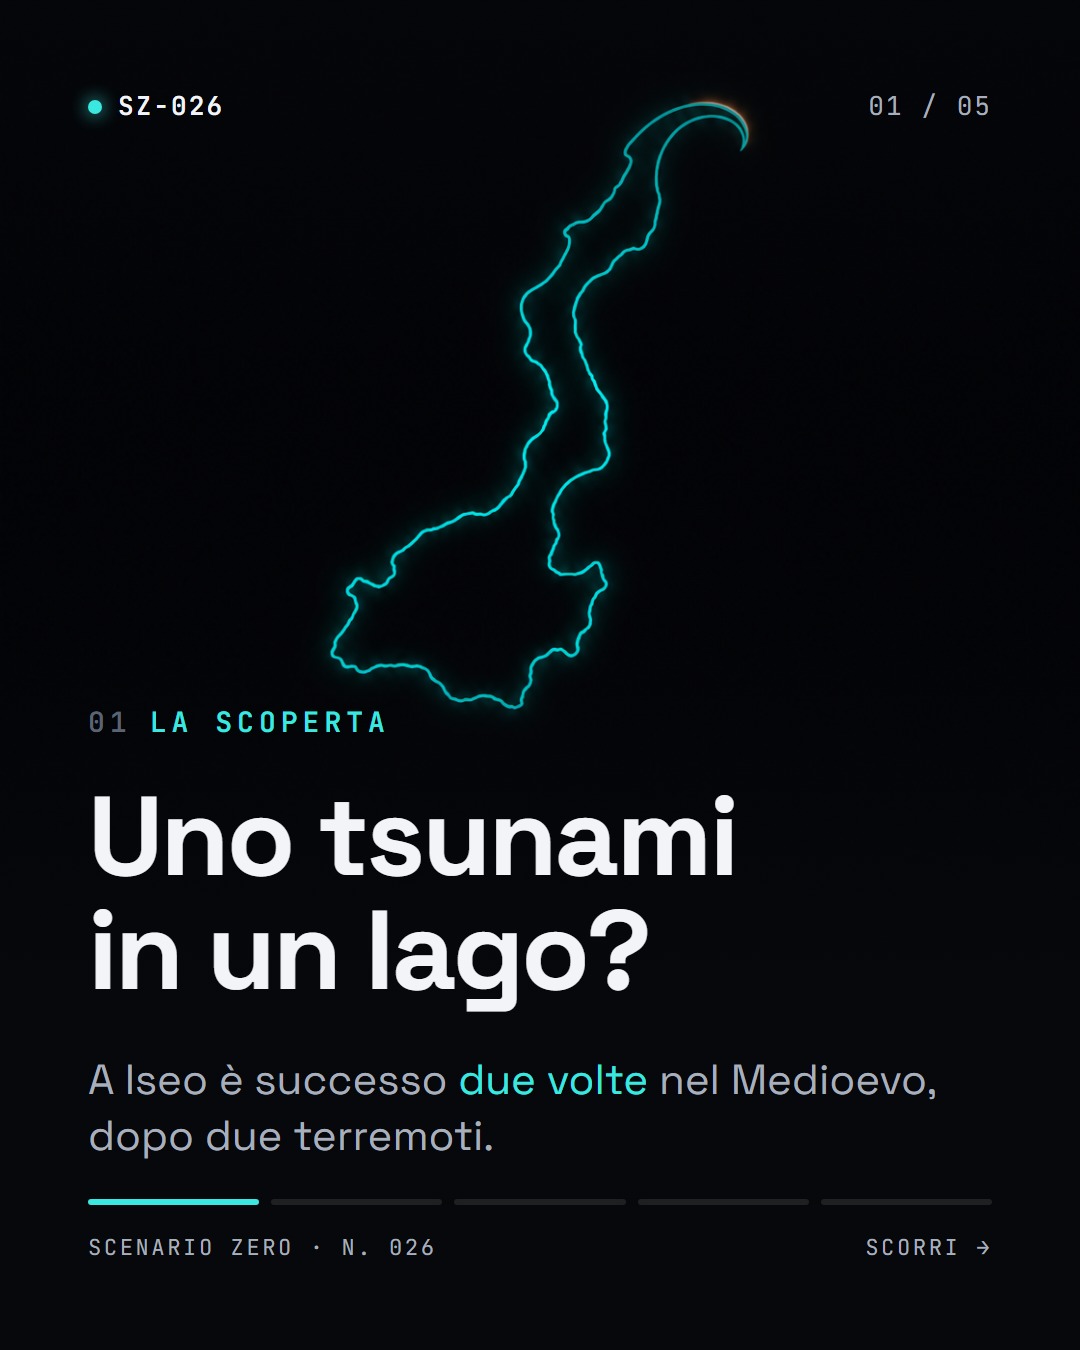 SZ-026
01 / 05
01 LA SCOPERTA
Uno tsunami
in un lago?
A Iseo è successo due volte nel Medioevo,
dopo due terremoti.
SCENARIO ZERO · N. 026
SCORRI →